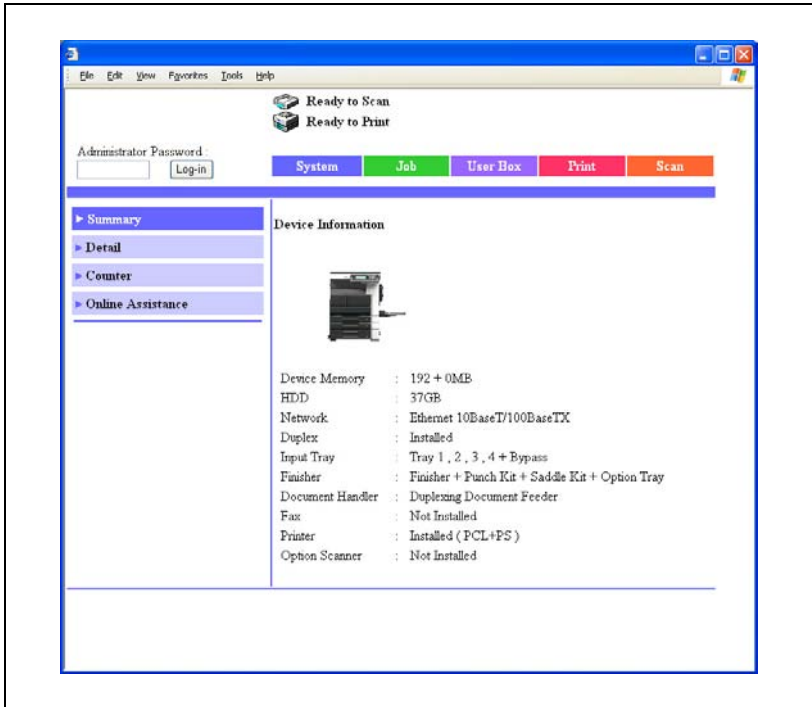 File Edit View Favorites Tools Help
Ready to Scan
Ready to Print
Administrator Password :
Log-in
System Job User Box Print Scan
Summary
Detail
Counter
Online Assistance
Device Information
Device Memory : 192 + 0MB
HDD : 37GB
Network : Ethernet 10BaseT/100BaseTX
Duplex : Installed
Input Tray : Tray 1 , 2 , 3 , 4 + Bypass
Finisher : Finisher + Punch Kit + Saddle Kit + Option Tray
Document Handler : Duplexing Document Feeder
Fax : Not Installed
Printer : Installed ( PCL+PS )
Option Scanner : Not Installed